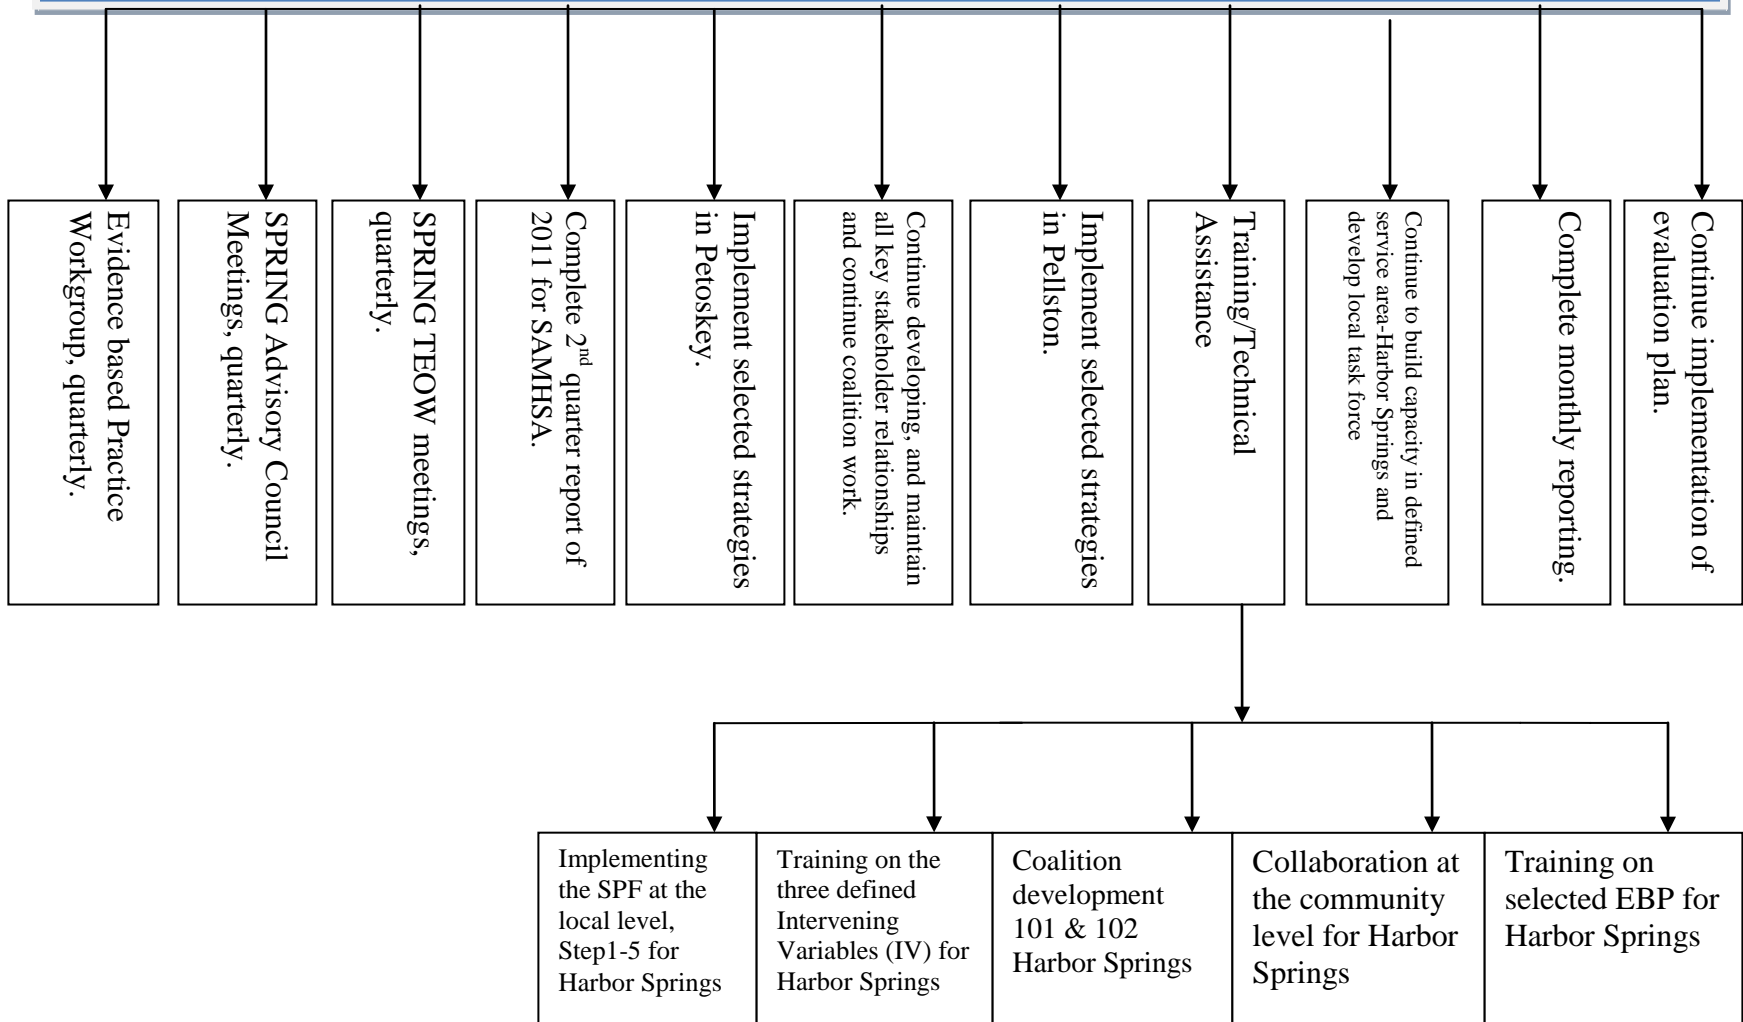 Evidence based Practice
Workgroup, quarterly.
SPRING Advisory Council
Meetings, quarterly.
SPRING TEOW meetings,
quarterly.
Complete 2nd quarter report of
2011 for SAMHSA.
Implement selected strategies
in Petoskey.
Continue developing, and maintain
all key stakeholder relationships
and continue coalition work.
Implement selected strategies
in Pellston.
Training/Technical
Assistance
Continue to build capacity in defined
service area-Harbor Springs and
develop local task force
Complete monthly reporting.
Continue implementation of
evaluation plan.
Implementing
the SPF at the
local level,
Step1-5 for
Harbor Springs
Training on the
three defined
Intervening
Variables (IV) for
Harbor Springs
Coalition
development
101 & 102
Harbor Springs
Collaboration at
the community
level for Harbor
Springs
Training on
selected EBP for
Harbor Springs